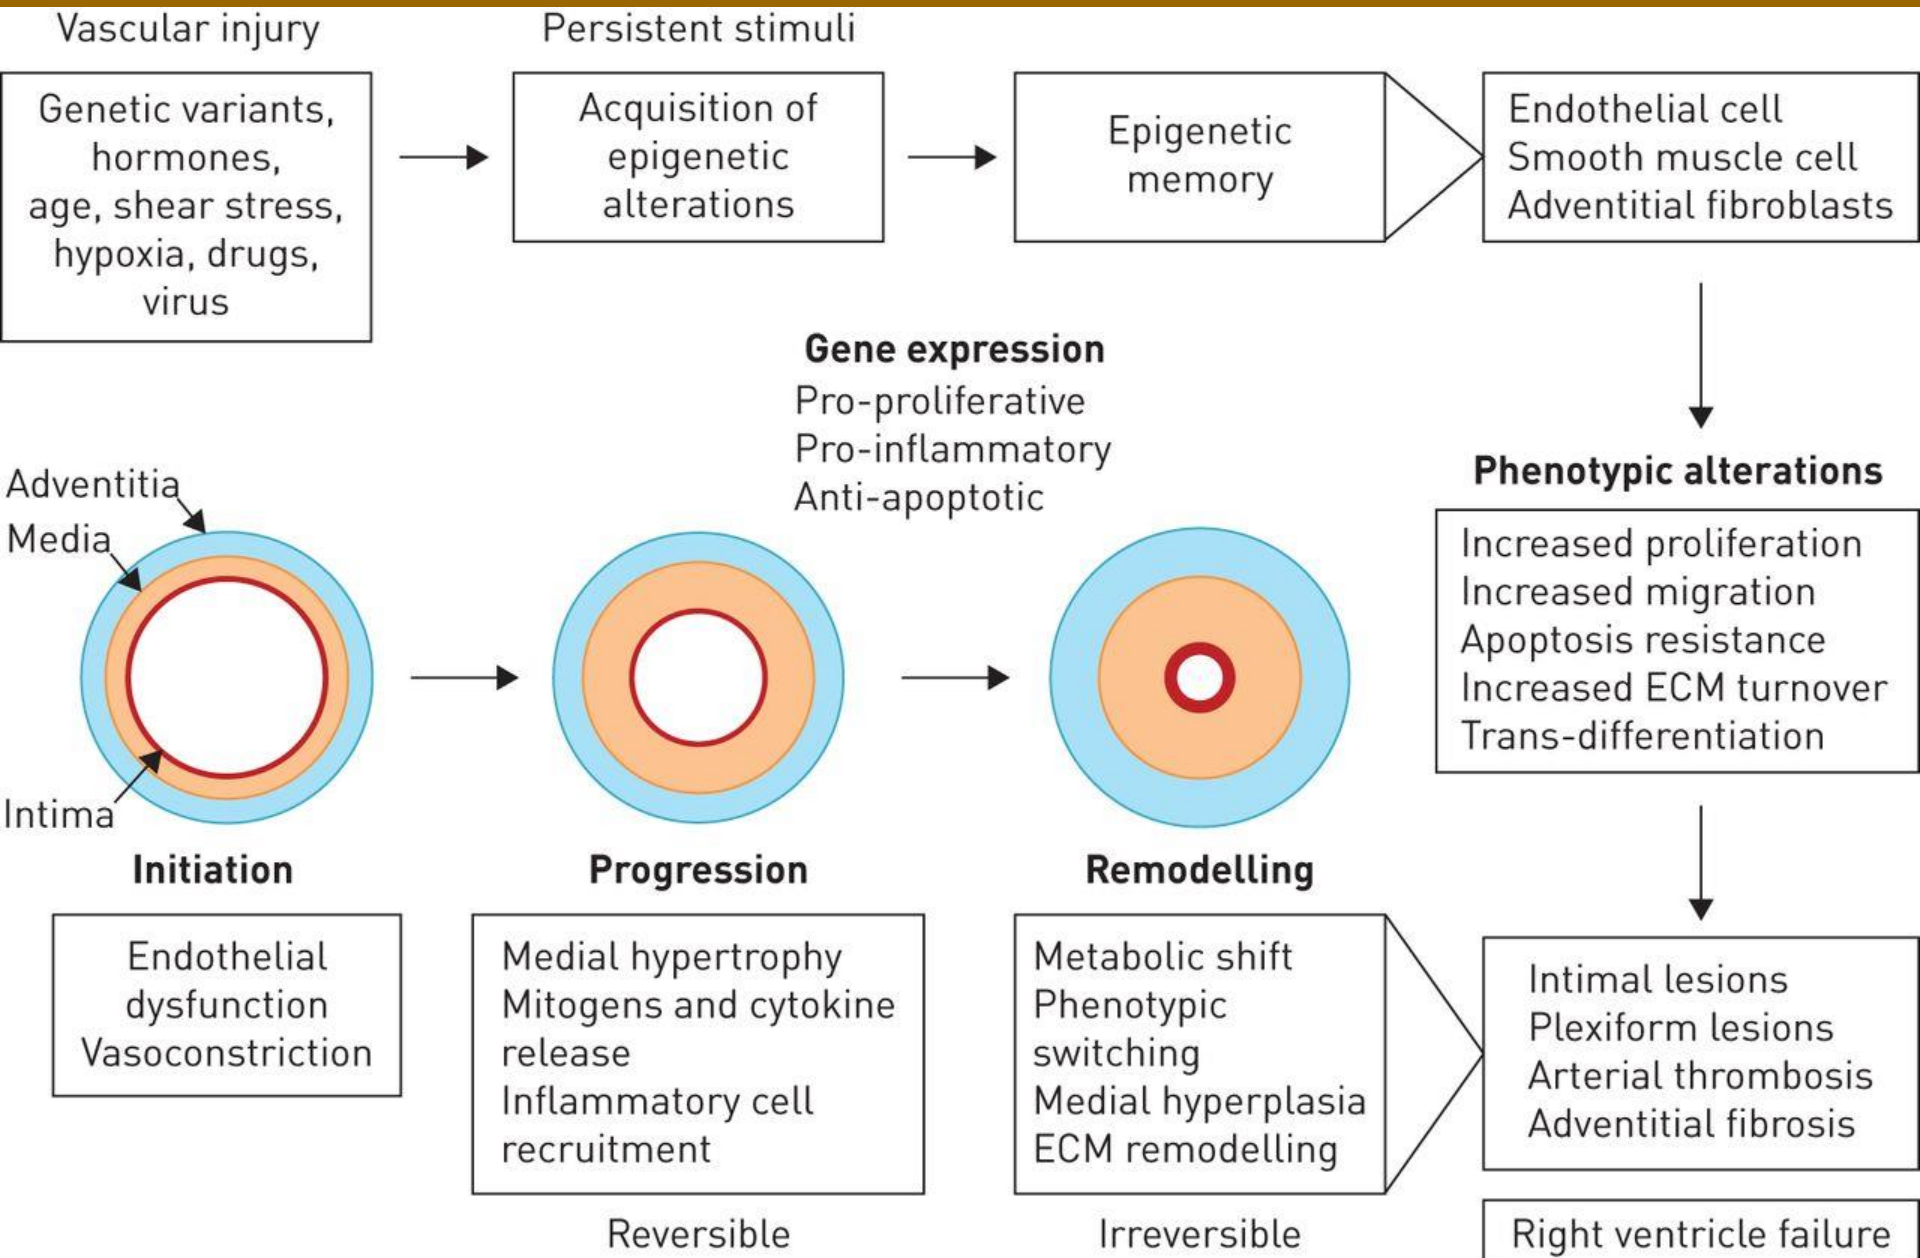 Vascular injury
Genetic variants,
hormones,
age, shear stress,
hypoxia, drugs,
virus
Persistent stimuli
Acquisition of
epigenetic
alterations
Epigenetic
memory
Endothelial cell
Smooth muscle cell
Adventitial fibroblasts
Gene expression
Pro-proliferative
Pro-inflammatory
Anti-apoptotic
Phenotypic alterations
Increased proliferation
Increased migration
Apoptosis resistance
Increased ECM turnover
Trans-differentiation
Adventitia
Media
Intima
Initiation
Endothelial
dysfunction
Vasoconstriction
Progression
Medial hypertrophy
Mitogens and cytokine
release
Inflammatory cell
recruitment
Reversible
Remodelling
Metabolic shift
Phenotypic
switching
Medial hyperplasia
ECM remodelling
Irreversible
Intimal lesions
Plexiform lesions
Arterial thrombosis
Adventitial fibrosis
Right ventricle failure